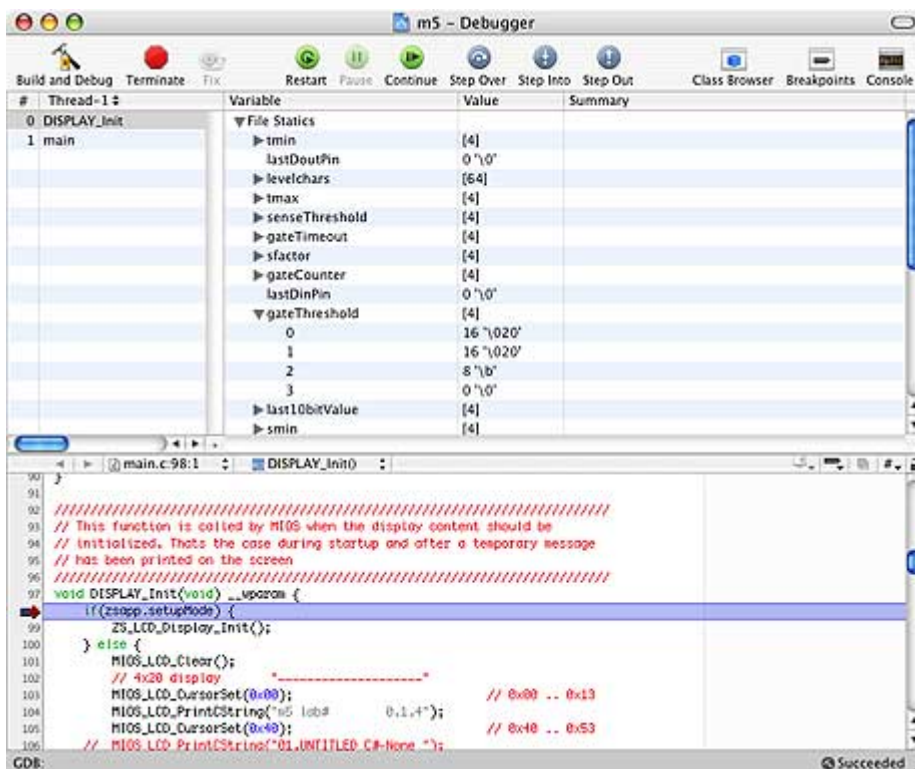 m5 – Debugger
Build and Debug Terminate Fix Restart Pause Continue Step Over Step Into Step Out Class Browser Breakpoints Console
# Thread-1 Variable Value Summary
0 DISPLAY_Init File Statics
1 main tmin [4]
lastDoutPin 0 '\0'
levelchars [64]
tmax [4]
senseThreshold [4]
gateTimeout [4]
sfactor [4]
gateCounter [4]
lastDinPin 0 '\0'
gateThreshold [4]
0 16 '\020'
1 16 '\020'
2 8 '\b'
3 0 '\0'
last10bitValue [4]
smin [4]
main.c:98:1 DISPLAY_Init()
90 }
91
92 //////////////////////////////////////////////////////////////////////////////
93 // This function is called by MIOS when the display content should be
94 // initialized. Thats the case during startup and after a temporary message
95 // has been printed on the screen
96 //////////////////////////////////////////////////////////////////////////////
97 void DISPLAY_Init(void) __wparam {
if(zsapp.setupMode) {
99 ZS_LCD_Display_Init();
100 } else {
101 MIOS_LCD_Clear();
102 // 4x20 display "--------------------"
103 MIOS_LCD_CursorSet(0x00); // 0x00 .. 0x13
104 MIOS_LCD_PrintCString("m5 lab# 0.1.4");
105 MIOS_LCD_CursorSet(0x40); // 0x40 .. 0x53
106 // MIOS_LCD_PrintCString("01.UNTITLED C#-None ");
GDB: Succeeded